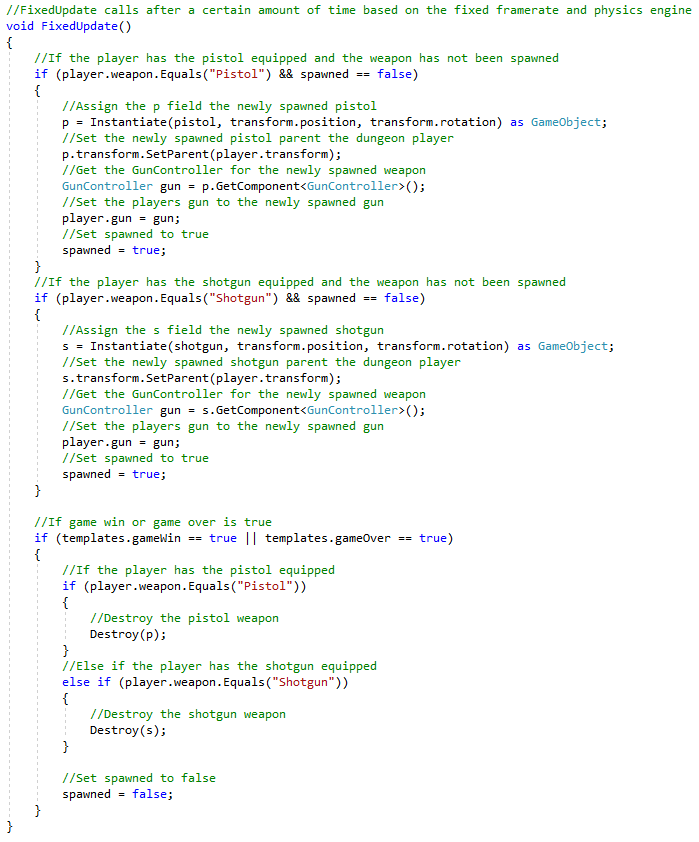 //FixedUpdate calls after a certain amount of time based on the fixed framerate and physics engine
void FixedUpdate()
{
    //If the player has the pistol equipped and the weapon has not been spawned
    if (player.weapon.Equals("Pistol") && spawned == false)
    {
        //Assign the p field the newly spawned pistol
        p = Instantiate(pistol, transform.position, transform.rotation) as GameObject;
        //Set the newly spawned pistol parent the dungeon player
        p.transform.SetParent(player.transform);
        //Get the GunController for the newly spawned weapon
        GunController gun = p.GetComponent<GunController>();
        //Set the players gun to the newly spawned gun
        player.gun = gun;
        //Set spawned to true
        spawned = true;
    }
    //If the player has the shotgun equipped and the weapon has not been spawned
    if (player.weapon.Equals("Shotgun") && spawned == false)
    {
        //Assign the s field the newly spawned shotgun
        s = Instantiate(shotgun, transform.position, transform.rotation) as GameObject;
        //Set the newly spawned shotgun parent the dungeon player
        s.transform.SetParent(player.transform);
        //Get the GunController for the newly spawned weapon
        GunController gun = s.GetComponent<GunController>();
        //Set the players gun to the newly spawned gun
        player.gun = gun;
        //Set spawned to true
        spawned = true;
    }

    //If game win or game over is true
    if (templates.gameWin == true || templates.gameOver == true)
    {
        //If the player has the pistol equipped
        if (player.weapon.Equals("Pistol"))
        {
            //Destroy the pistol weapon
            Destroy(p);
        }
        //Else if the player has the shotgun equipped
        else if (player.weapon.Equals("Shotgun"))
        {
            //Destroy the shotgun weapon
            Destroy(s);
        }

        //Set spawned to false
        spawned = false;
    }
}